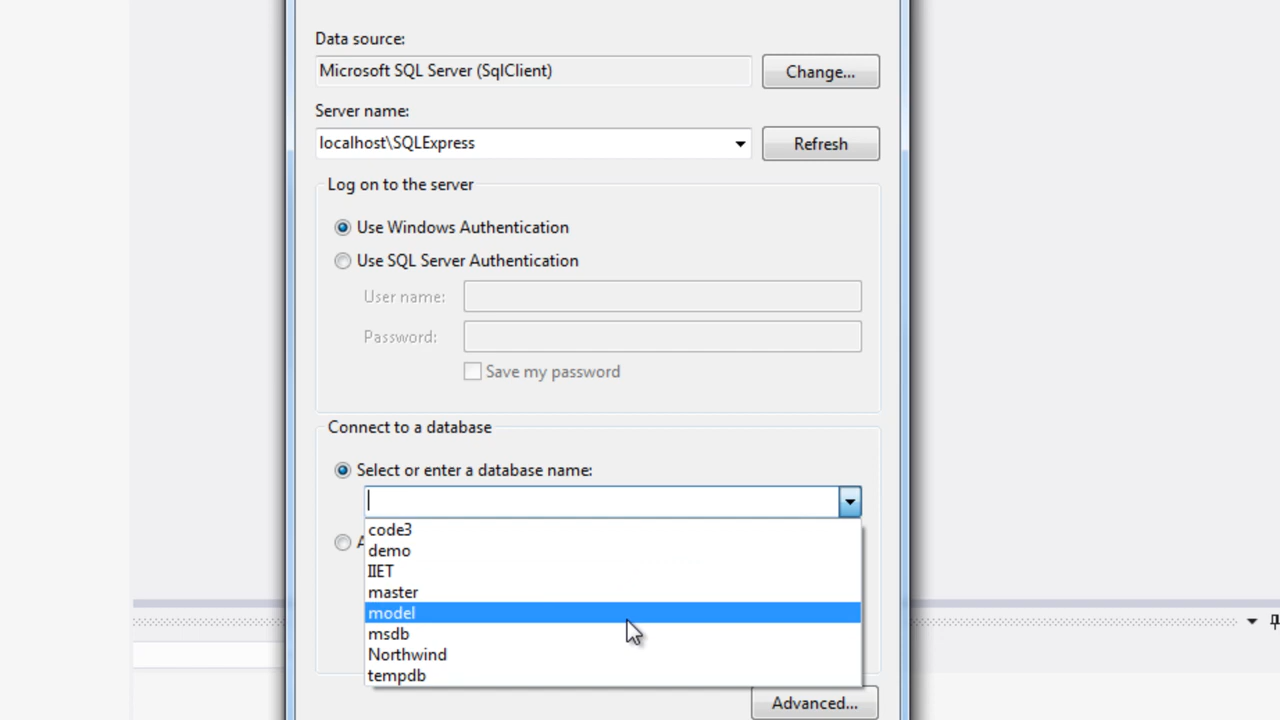 Data source:
Microsoft SQL Server (SqlClient)
Change...
Server name:
localhost\SQLExpress
Refresh
Log on to the server
Use Windows Authentication
Use SQL Server Authentication
User name:
Password:
Save my password
Connect to a database
Select or enter a database name:
code3
demo
IIET
master
model
msdb
Northwind
tempdb
Advanced...